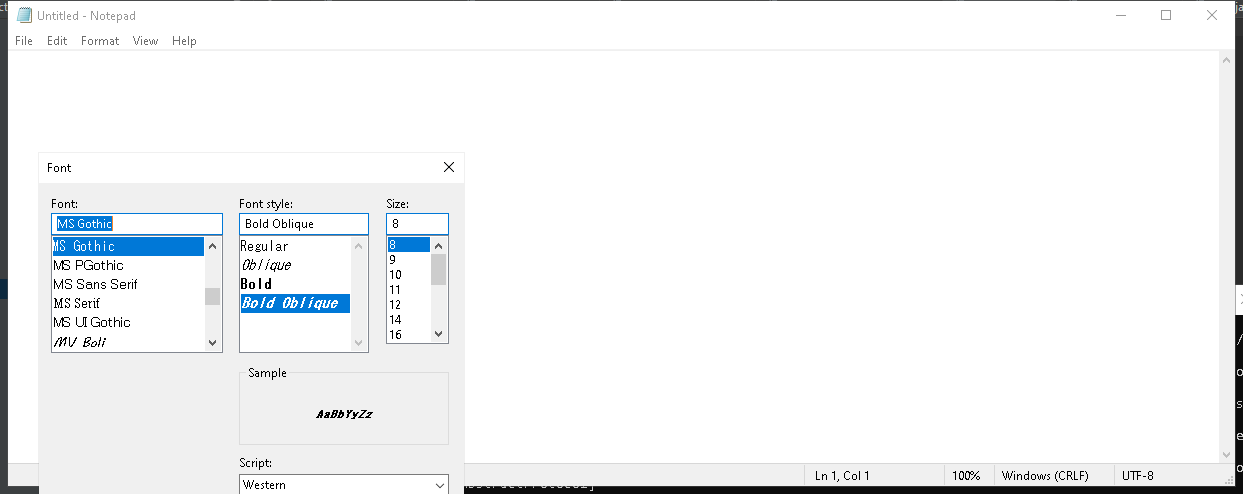 Untitled - Notepad
File Edit Format View Help
Font
Font: Font style: Size:
MS Gothic Bold Oblique 8
MS Gothic Regular 8
MS PGothic Oblique 9
MS Sans Serif Bold 10
MS Serif Bold Oblique 11
MS UI Gothic 12
MV Boli 14
16
Sample
AaBbYyZz
Script:
Western
Ln 1, Col 1 100% Windows (CRLF) UTF-8